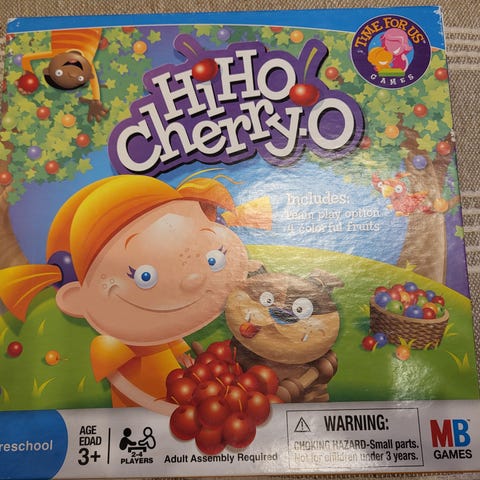 "TIME FOR US"
GAMES
HiHo!
Cherry-O
Includes:
Team play option
4 colorful fruits
reschool
AGE
EDAD
3+
2-4
PLAYERS
Adult Assembly Required
WARNING:
CHOKING HAZARD-Small parts.
Not for children under 3 years.
MB
GAMES